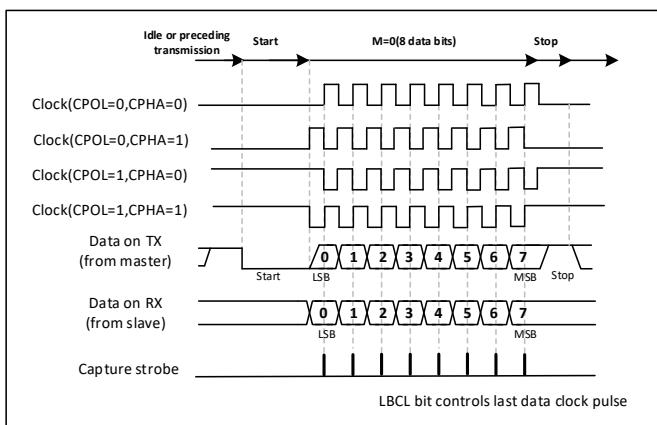 Idle or preceding
transmission
Start
M=0(8 data bits)
Stop
Clock(CPOL=0,CPHA=0)
Clock(CPOL=0,CPHA=1)
Clock(CPOL=1,CPHA=0)
Clock(CPOL=1,CPHA=1)
Data on TX
(from master)
0 1 2 3 4 5 6 7
Start
LSB
MSB
Stop
Data on RX
(from slave)
0 1 2 3 4 5 6 7
LSB
MSB
Capture strobe
LBCL bit controls last data clock pulse